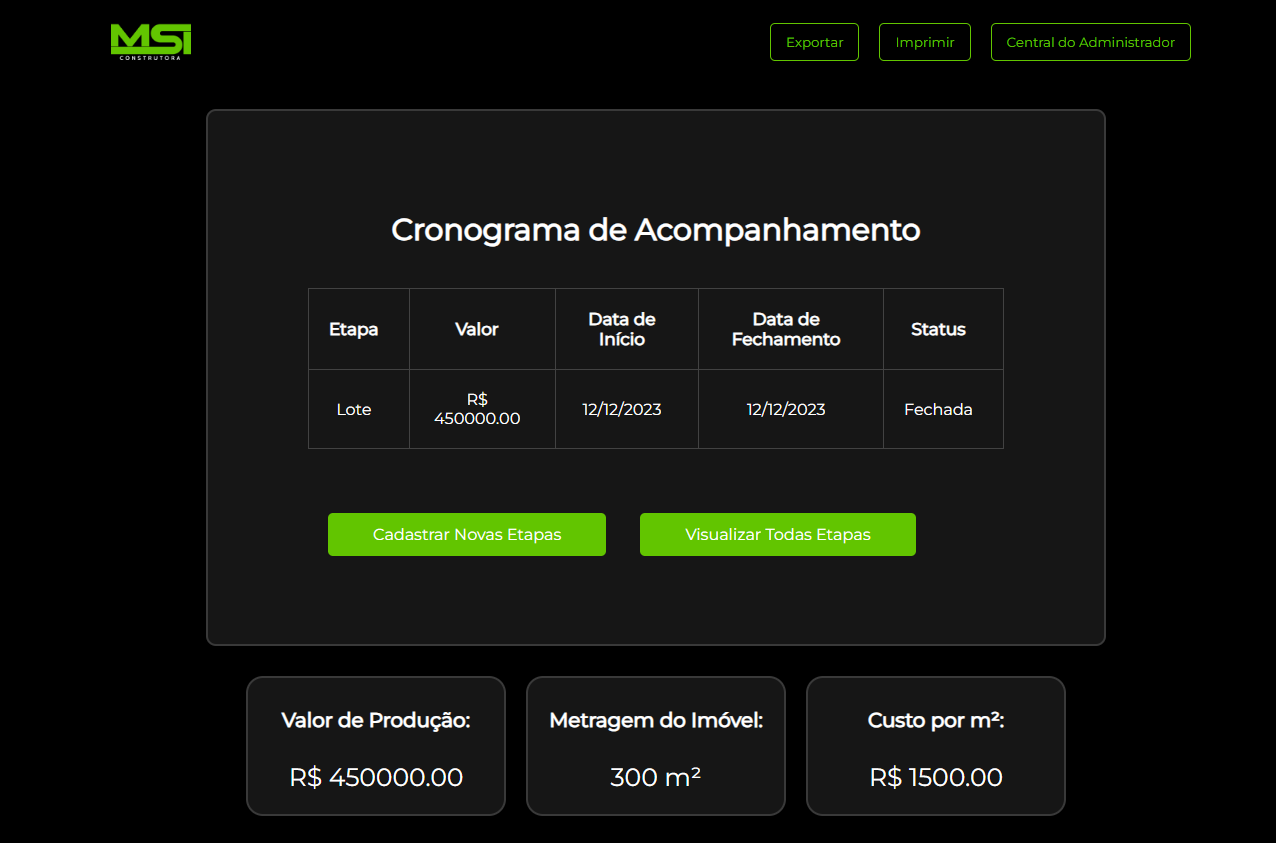 MSI
CONSTRUTORA
Exportar
Imprimir
Central do Administrador
Cronograma de Acompanhamento
Etapa
Valor
Data de
Início
Data de
Fechamento
Status
Lote
R$
450000.00
12/12/2023
12/12/2023
Fechada
Cadastrar Novas Etapas
Visualizar Todas Etapas
Valor de Produção:
R$ 450000.00
Metragem do Imóvel:
300 m²
Custo por m²:
R$ 1500.00